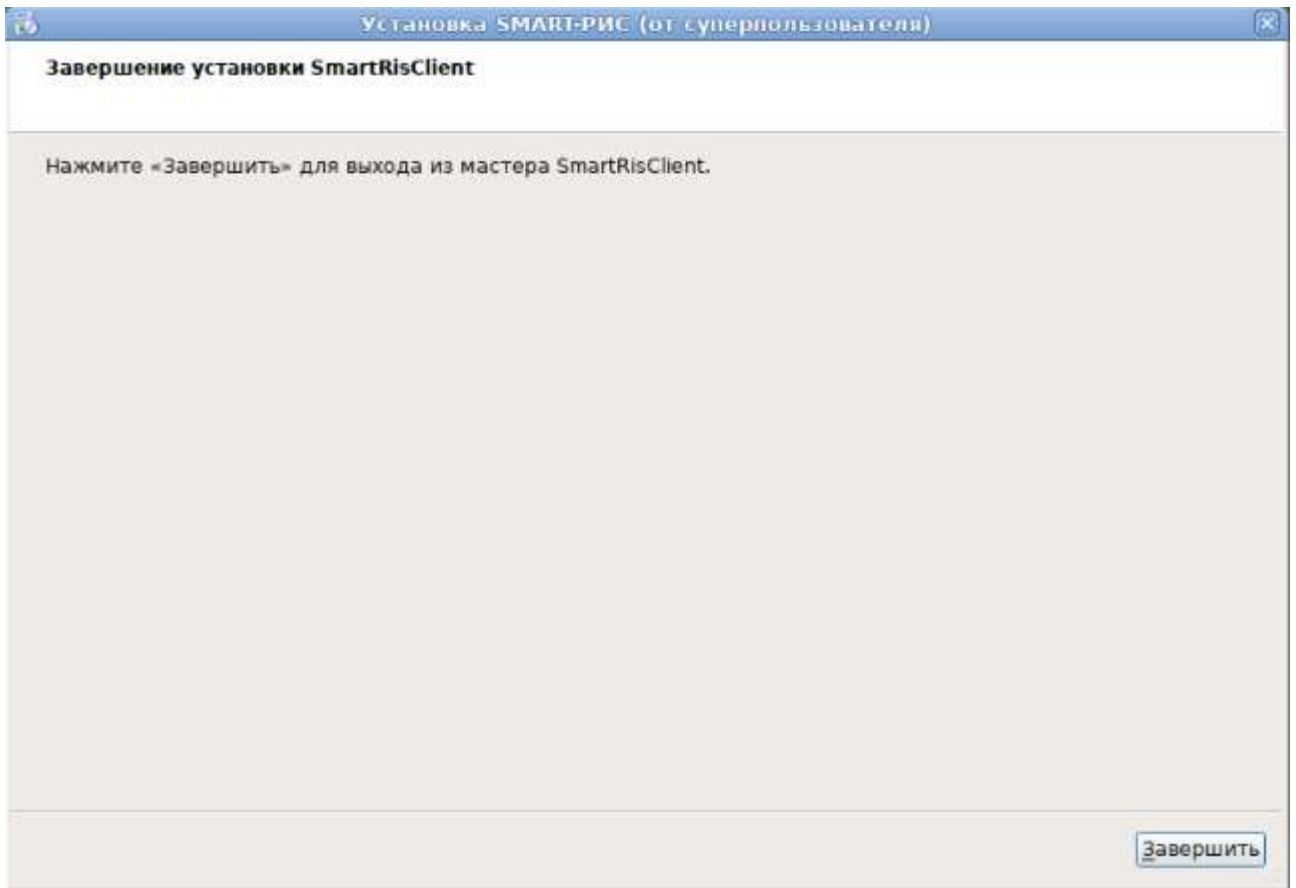 Установка SMART-РИС (от суперпользователя)
Завершение установки SmartRisClient
Нажмите «Завершить» для выхода из мастера SmartRisClient.
Завершить